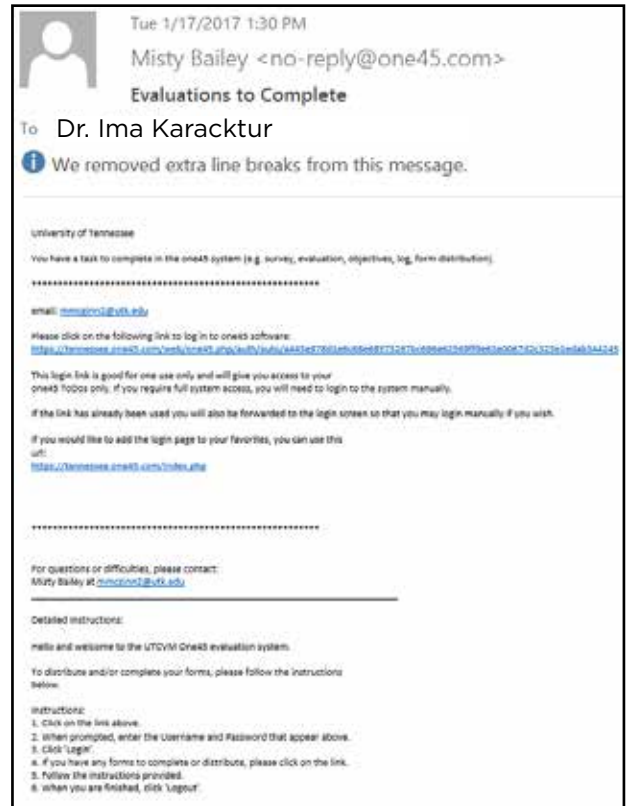 Tue 1/17/2017 1:30 PM
Misty Bailey <no-reply@one45.com>
Evaluations to Complete
To Dr. Ima Karacktur
We removed extra line breaks from this message.
University of Tennessee
You have a task to complete in the one45 system (e.g. survey, evaluation, objectives, log, form distribution).
**********************************************************
email:
Please click on the following link to log in to one45 software:
This login link is good for one use only and will give you access to your
one45 ToDos only. If you require full system access, you will need to login to the system manually.
If the link has already been used you will also be forwarded to the login screen so that you may login manually if you wish.
If you would like to add the login page to your favorites, you can use this
url:
https://tennessee.one45.com/index.php
**********************************************************
For questions or difficulties, please contact:
Misty Bailey at
Detailed instructions:
Hello and welcome to the UTCVM One45 evaluation system.
To distribute and/or complete your forms, please follow the instructions
below.
Instructions:
1. Click on the link above.
2. When prompted, enter the Username and Password that appear above.
3. Click 'Login'.
4. If you have any forms to complete or distribute, please click on the link.
5. Follow the instructions provided.
6. When you are finished, click 'Logout'.